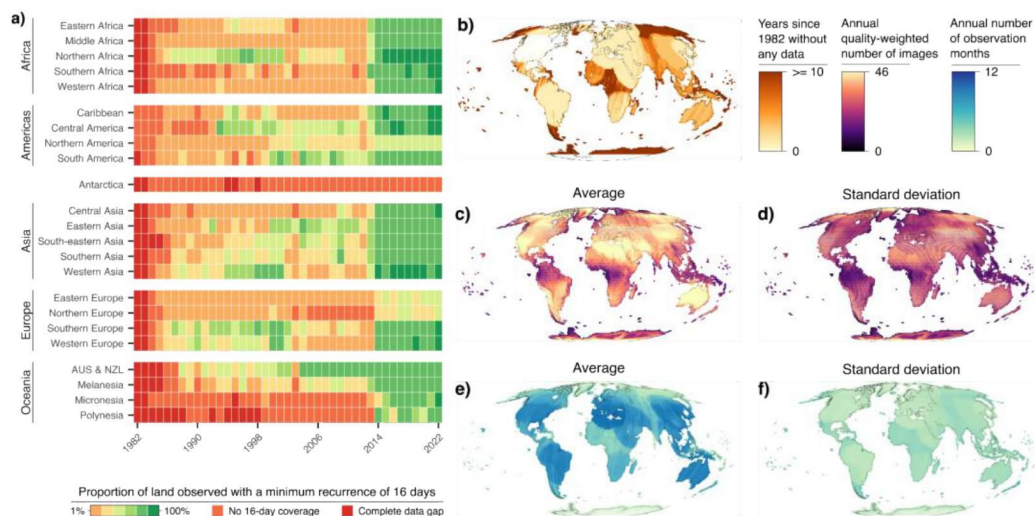 a)
Africa
Eastern Africa
Middle Africa
Northern Africa
Southern Africa
Western Africa
Americas
Caribbean
Central America
Northern America
South America
Antarctica
Asia
Central Asia
Eastern Asia
South-eastern Asia
Southern Asia
Western Asia
Europe
Eastern Europe
Northern Europe
Southern Europe
Western Europe
Oceania
AUS & NZL
Melanesia
Micronesia
Polynesia
1982
1990
1998
2006
2014
2022
Proportion of land observed with a minimum recurrence of 16 days
1%
100%
No 16-day coverage
Complete data gap
b)
Years since
1982 without
any data
>= 10
0
Annual
quality-weighted
number of images
46
0
Annual number
of observation
months
12
0
c)
Average
d)
Standard deviation
e)
Average
f)
Standard deviation